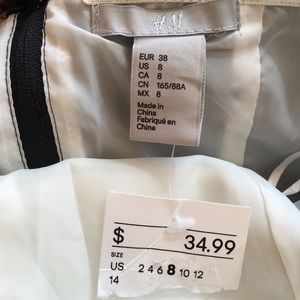 H&M
EUR 38
US 8
CA 8
CN 165/88A
MX 8
Made in
China
Fabriqué en
Chine
$ 34.99
SIZE
US 2 4 6 8 10 12
14